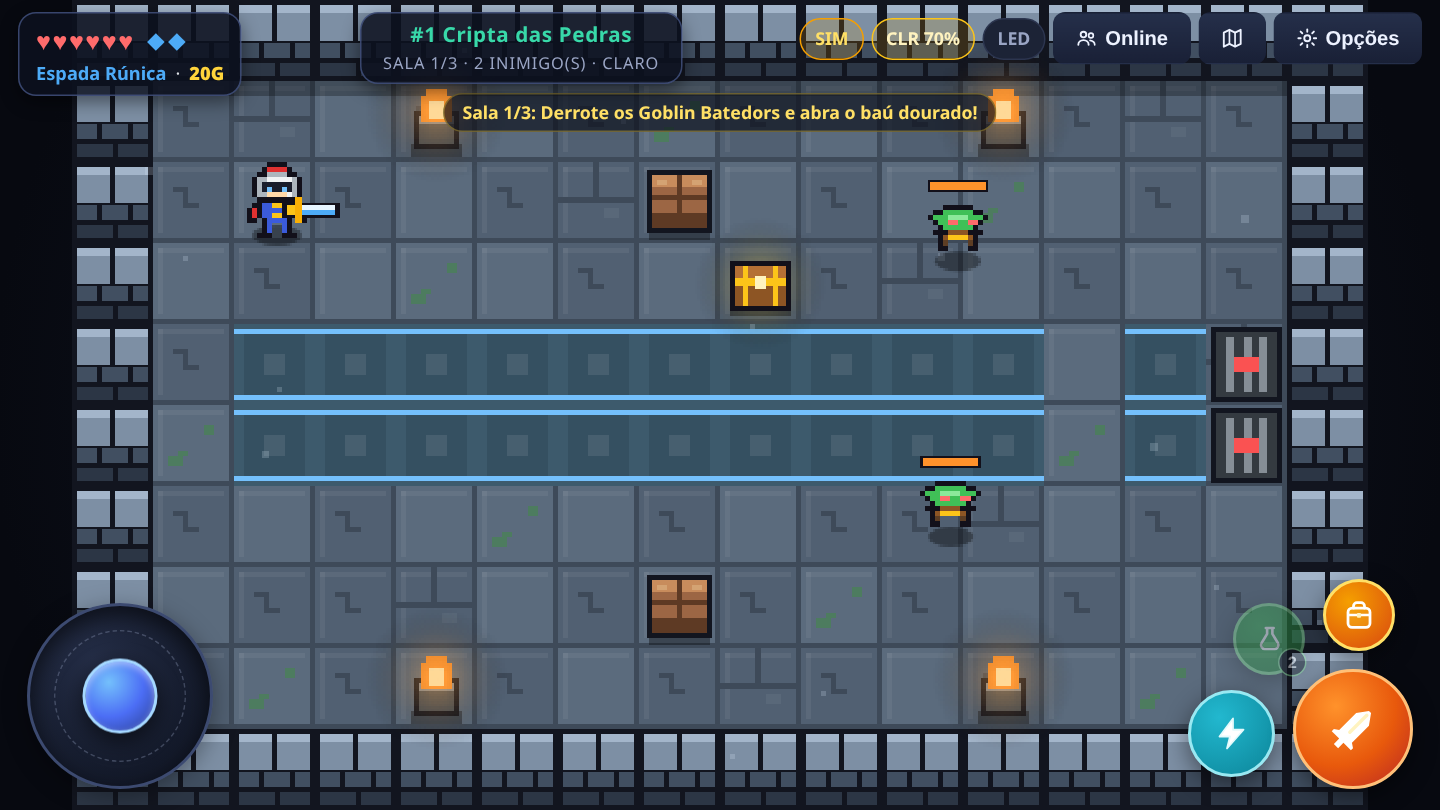 Espada Rúnica · 20G
#1 Cripta das Pedras
SALA 1/3 · 2 INIMIGO(S) · CLARO
SIM
CLR 70%
LED
Online
Opções
Sala 1/3: Derrote os Goblin Batedors e abra o baú dourado!
2